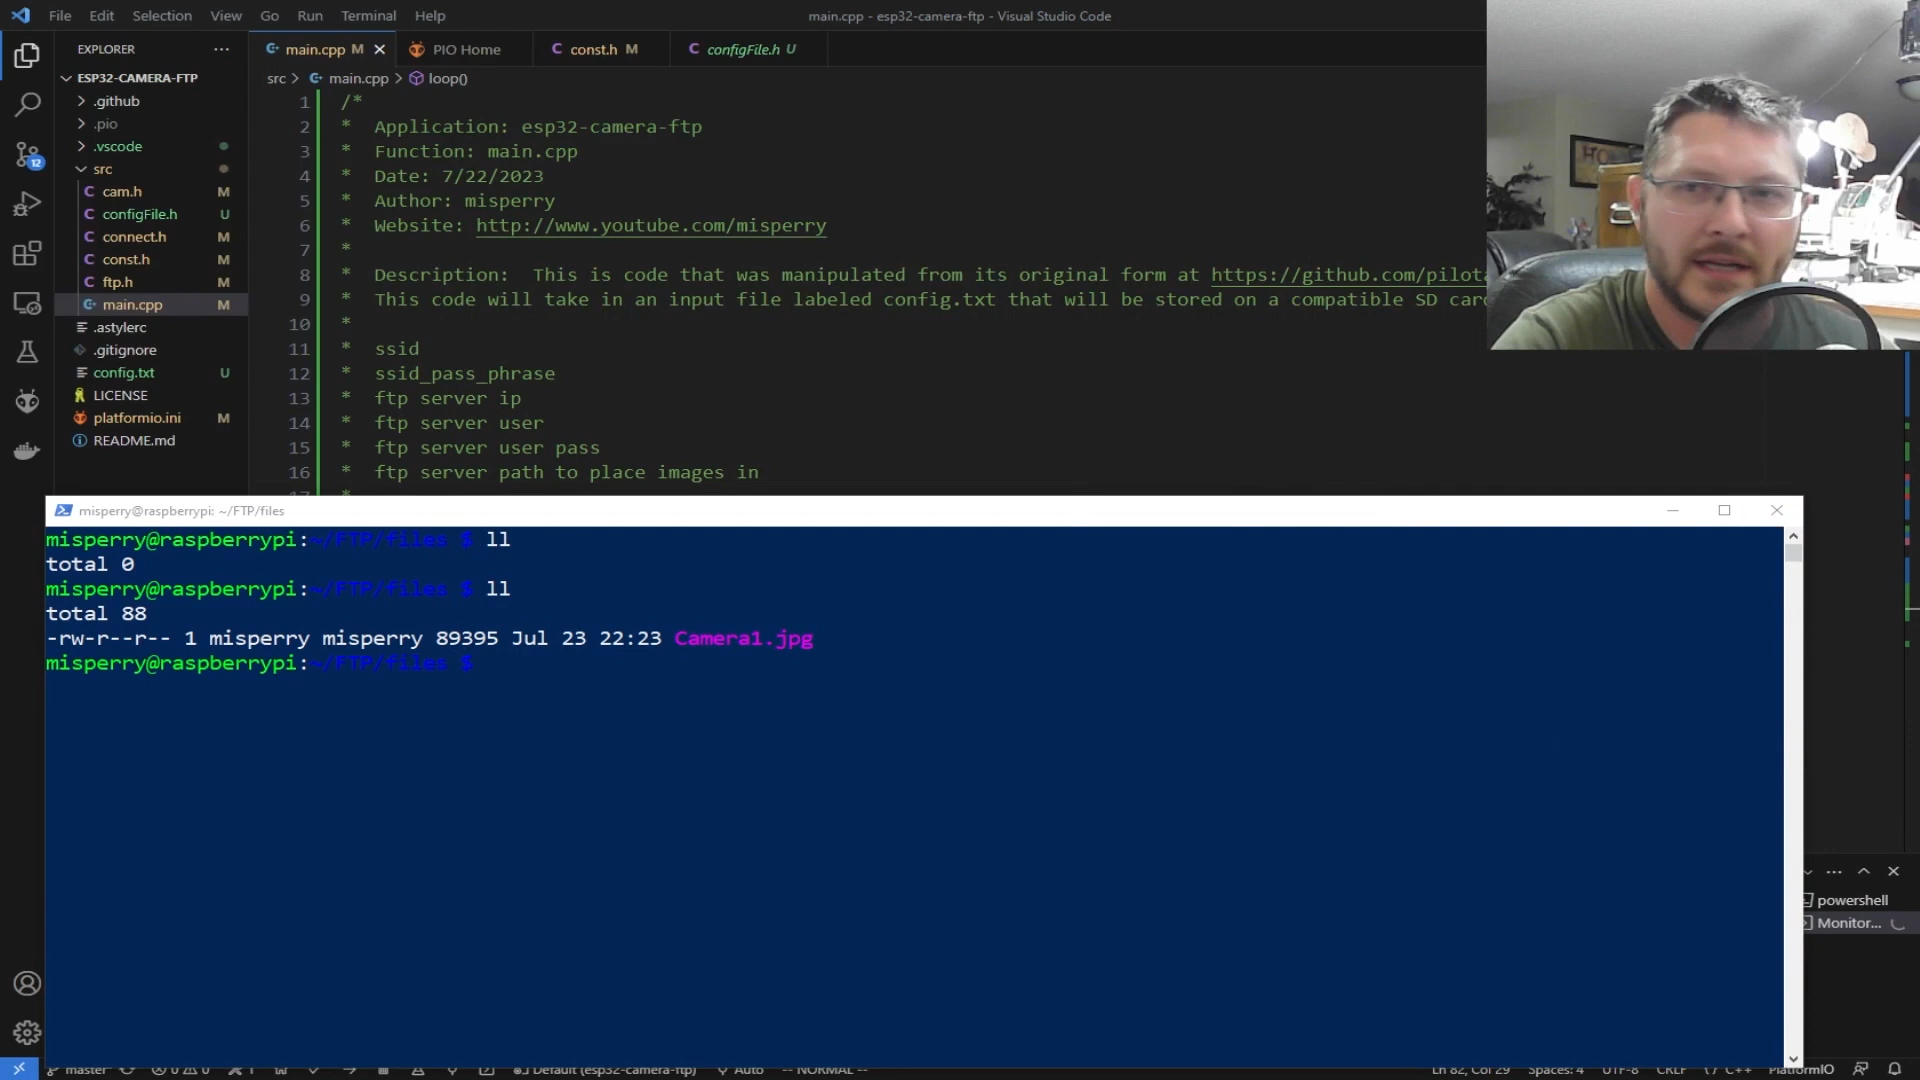 File Edit Selection View Go Run Terminal Help
main.cpp - esp32-camera-ftp - Visual Studio Code
EXPLORER
main.cpp M
PIO Home
const.h M
configFile.h U
src > main.cpp > loop()
ESP32-CAMERA-FTP
.github
.pio
.vscode
src
cam.h M
configFile.h U
connect.h M
const.h M
ftp.h M
main.cpp M
.astylerc
.gitignore
config.txt U
LICENSE
platformio.ini M
README.md
12
1 /*
2 * Application: esp32-camera-ftp
3 * Function: main.cpp
4 * Date: 7/22/2023
5 * Author: misperry
6 * Website: http://www.youtube.com/misperry
7 *
8 * Description: This is code that was manipulated from its original form at https://github.com/pilota
9 * This code will take in an input file labeled config.txt that will be stored on a compatible SD card
10 *
11 * ssid
12 * ssid_pass_phrase
13 * ftp server ip
14 * ftp server user
15 * ftp server user pass
16 * ftp server path to place images in
misperry@raspberrypi: ~/FTP/files
misperry@raspberrypi:~/FTP/files $ ll
total 0
misperry@raspberrypi:~/FTP/files $ ll
total 88
-rw-r--r-- 1 misperry misperry 89395 Jul 23 22:23 Camera1.jpg
misperry@raspberrypi:~/FTP/files $
powershell
Monitor...
master
Default (esp32-camera-ftp)
Auto
-- NORMAL --
Ln 82, Col 29 Spaces: 4 UTF-8 CRLF C++ PlatformIO